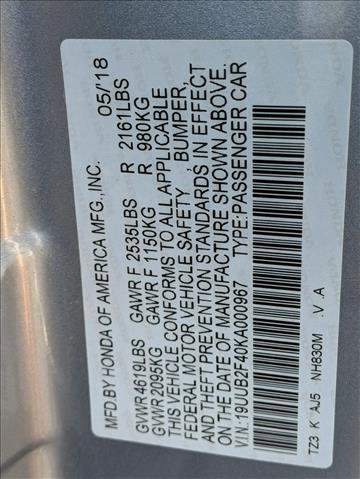 MFD.BY HONDA OF AMERICA MFG.,INC. 05/'18
GVWR 4619LBS GAWR F 2535LBS R 2161LBS
GVWR 2095KG GAWR F 1150KG R 980KG
THIS VEHICLE CONFORMS TO ALL APPLICABLE
FEDERAL MOTOR VEHICLE SAFETY , BUMPER,
AND THEFT PREVENTION STANDARDS IN EFFECT
ON THE DATE OF MANUFACTURE SHOWN ABOVE.
V.I.N:19UUB2F40KA000967 TYPE:PASSENGER CAR
TZ3 K AJ5 NH830M .V .A